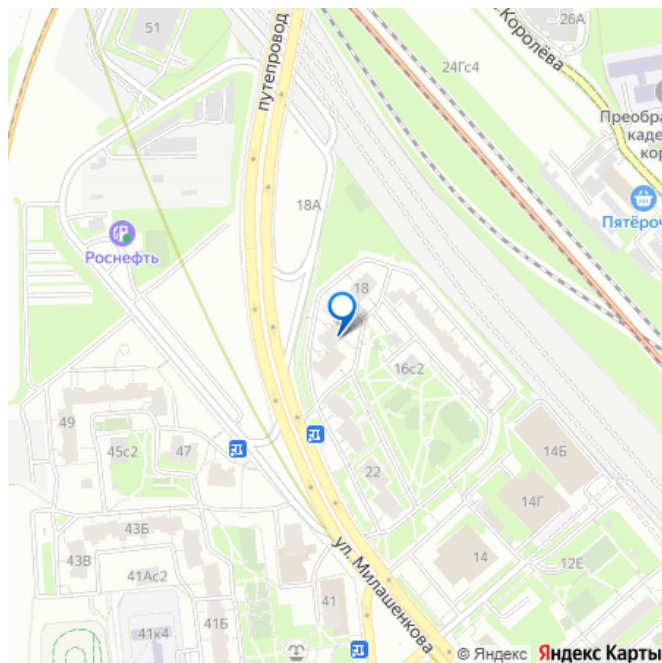 51
путепровод
24Гс4
Королёва
26А
Преобра
каде
кор
Пятёроч
18А
Роснефть
18
16с2
49
45с2
47
22
14Б
14Г
14
12Е
43Б
43В
41Ас2
41
41Б
41к4
ул. Милашенкова
© Яндекс Яндекс Карты